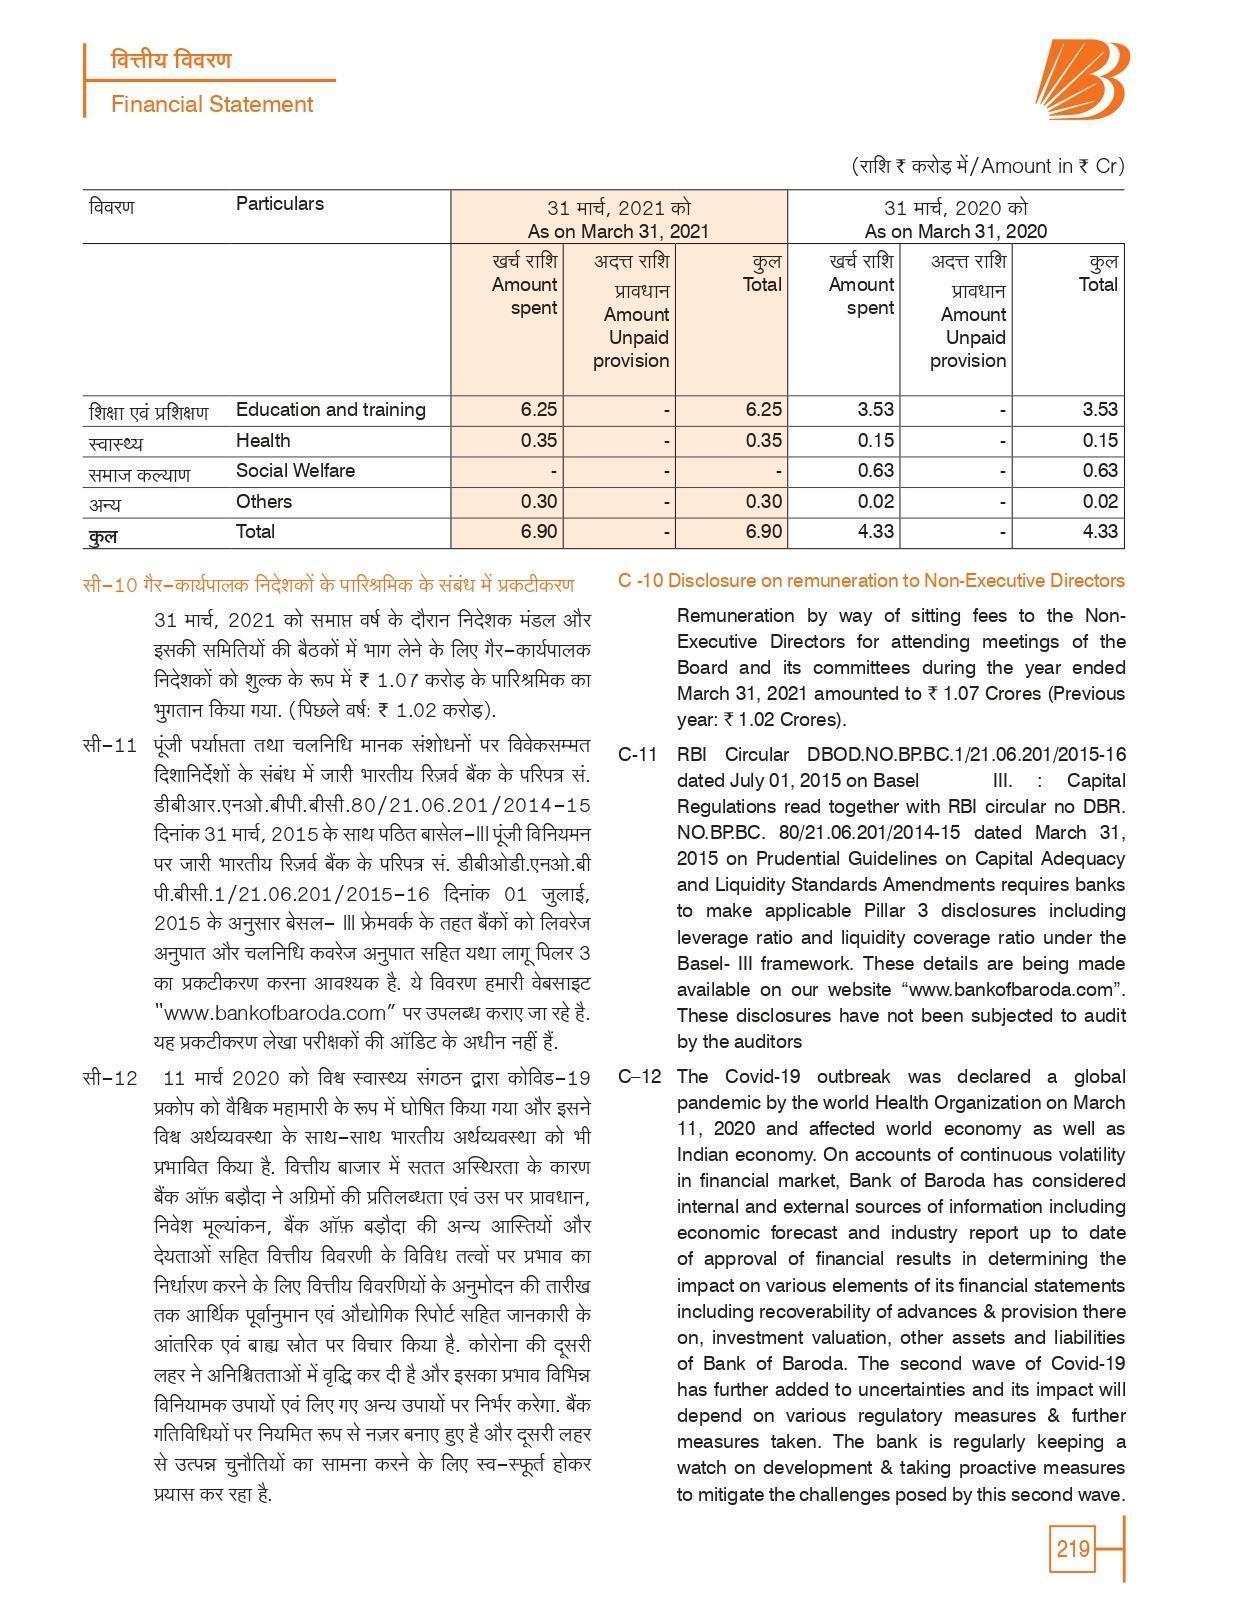 वित्तीय विवरण
Financial Statement
(राशि ₹ करोड़ में/Amount in ₹ Cr)
विवरण Particulars 31 मार्च, 2021 को 31 मार्च, 2020 को
As on March 31, 2021 As on March 31, 2020
खर्च राशि अदत्त राशि कुल खर्च राशि अदत्त राशि कुल
Amount प्रावधान Total Amount प्रावधान Total
spent Amount spent Amount
Unpaid Unpaid
provision provision
शिक्षा एवं प्रशिक्षण Education and training 6.25 - 6.25 3.53 - 3.53
स्वास्थ्य Health 0.35 - 0.35 0.15 - 0.15
समाज कल्याण Social Welfare - - - 0.63 - 0.63
अन्य Others 0.30 - 0.30 0.02 - 0.02
कुल Total 6.90 - 6.90 4.33 - 4.33
सी-10 गैर-कार्यपालक निदेशकों के पारिश्रमिक के संबंध में प्रकटीकरण
31 मार्च, 2021 को समाप्त वर्ष के दौरान निदेशक मंडल और
इसकी समितियों की बैठकों में भाग लेने के लिए गैर-कार्यपालक
निदेशकों को शुल्क के रूप में ₹ 1.07 करोड़ के पारिश्रमिक का
भुगतान किया गया. (पिछले वर्ष: ₹ 1.02 करोड़).
सी-11 पूंजी पर्याप्तता तथा चलनिधि मानक संशोधनों पर विवेकसम्मत
दिशानिर्देशों के संबंध में जारी भारतीय रिज़र्व बैंक के परिपत्र सं.
डीबीआर.एनओ.बीपी.बीसी.80/21.06.201/2014-15
दिनांक 31 मार्च, 2015 के साथ पठित बासेल-III पूंजी विनियमन
पर जारी भारतीय रिज़र्व बैंक के परिपत्र सं. डीबीओडी.एनओ.बी
पी.बीसी.1/21.06.201/2015-16 दिनांक 01 जुलाई,
2015 के अनुसार बेसल- III फ्रेमवर्क के तहत बैंकों को लिवरेज
अनुपात और चलनिधि कवरेज अनुपात सहित यथा लागू पिलर 3
का प्रकटीकरण करना आवश्यक है. ये विवरण हमारी वेबसाइट
"www.bankofbaroda.com" पर उपलब्ध कराए जा रहे है.
यह प्रकटीकरण लेखा परीक्षकों की ऑडिट के अधीन नहीं हैं.
सी-12 11 मार्च 2020 को विश्व स्वास्थ्य संगठन द्वारा कोविड-19
प्रकोप को वैश्विक महामारी के रूप में घोषित किया गया और इसने
विश्व अर्थव्यवस्था के साथ-साथ भारतीय अर्थव्यवस्था को भी
प्रभावित किया है. वित्तीय बाजार में सतत अस्थिरता के कारण
बैंक ऑफ़ बड़ौदा ने अग्रिमों की प्रतिलब्धता एवं उस पर प्रावधान,
निवेश मूल्यांकन, बैंक ऑफ़ बड़ौदा की अन्य आस्तियों और
देयताओं सहित वित्तीय विवरणी के विविध तत्वों पर प्रभाव का
निर्धारण करने के लिए वित्तीय विवरणियों के अनुमोदन की तारीख
तक आर्थिक पूर्वानुमान एवं औद्योगिक रिपोर्ट सहित जानकारी के
आंतरिक एवं बाह्य स्रोत पर विचार किया है. कोरोना की दूसरी
लहर ने अनिश्चितताओं में वृद्धि कर दी है और इसका प्रभाव विभिन्न
विनियामक उपायों एवं लिए गए अन्य उपायों पर निर्भर करेगा. बैंक
गतिविधियों पर नियमित रूप से नज़र बनाए हुए है और दूसरी लहर
से उत्पन्न चुनौतियों का सामना करने के लिए स्व-स्फूर्त होकर
प्रयास कर रहा है.
C -10 Disclosure on remuneration to Non-Executive Directors
Remuneration by way of sitting fees to the Non-
Executive Directors for attending meetings of the
Board and its committees during the year ended
March 31, 2021 amounted to ₹ 1.07 Crores (Previous
year: ₹ 1.02 Crores).
C-11 RBI Circular DBOD.NO.BP.BC.1/21.06.201/2015-16
dated July 01, 2015 on Basel III. : Capital
Regulations read together with RBI circular no DBR.
NO.BP.BC. 80/21.06.201/2014-15 dated March 31,
2015 on Prudential Guidelines on Capital Adequacy
and Liquidity Standards Amendments requires banks
to make applicable Pillar 3 disclosures including
leverage ratio and liquidity coverage ratio under the
Basel- III framework. These details are being made
available on our website “www.bankofbaroda.com”.
These disclosures have not been subjected to audit
by the auditors
C–12 The Covid-19 outbreak was declared a global
pandemic by the world Health Organization on March
11, 2020 and affected world economy as well as
Indian economy. On accounts of continuous volatility
in financial market, Bank of Baroda has considered
internal and external sources of information including
economic forecast and industry report up to date
of approval of financial results in determining the
impact on various elements of its financial statements
including recoverability of advances & provision there
on, investment valuation, other assets and liabilities
of Bank of Baroda. The second wave of Covid-19
has further added to uncertainties and its impact will
depend on various regulatory measures & further
measures taken. The bank is regularly keeping a
watch on development & taking proactive measures
to mitigate the challenges posed by this second wave.
219